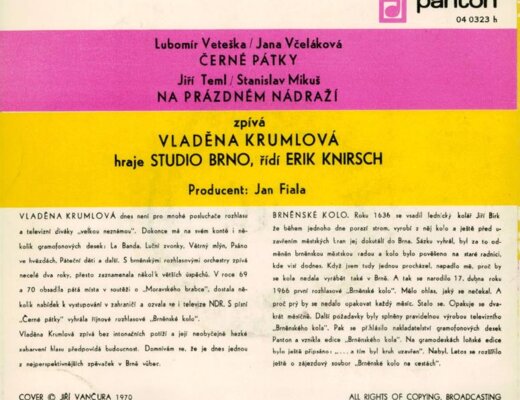 panton
04 0323 h
Lubomír Veteška / Jana Včeláková
ČERNÉ PÁTKY
Jiří Teml / Stanislav Mikuš
NA PRÁZDNÉM NÁDRAŽÍ
zpívá
VLADĚNA KRUMLOVÁ
hraje STUDIO BRNO, řídí ERIK KNIRSCH
Producent: Jan Fiala
VLADĚNA KRUMLOVÁ dnes není pro mnohé posluchače rozhlasu
a televizní diváky „velkou neznámou". Dokonce má na svém kontě i ně-
kolik gramofonových desek: La Banda, Luční zvonky, Větrný mlýn, Psáno
ve hvězdách, Páteční déti a další. S brněnským rozhlasovým orchestrem zpívá
necelé dva roky, přesto zaznamenala několik větších úspěchů. V roce 69
a 70 obsadila pátá místa v soutěži o „Moravského brabce", dostala ně-
kolik nabídek k vystupování v zahraničí a ozvala se i televize NDR. S písní
„Černé pátky" vyhrála říjnové rozhlasové „Brněnské kolo".
Vladěna Krumlová zpívá bez intonačních potíží a její neobyčejně hezké
zabarvení hlasu předpovídá budoucnost. Domnívám se, že je dnes jednou
z nejperspektivnějších zpěvaček v Brně vůbec.
BRNĚNSKÉ KOLO. Roku 1636 se vsadil lednický kolář Jiří Birk
že během jednoho dne porazí strom, vyrobí z něj kolo a ještě před u-
zavřením městských bran jej dokutálí do Brna. Sázku vyhrál, byl za to od-
měněn brněnskou městskou radou a kolo bylo pověšeno na staré radnici,
kde visí dodnes. Když jsem tudy jednou procházel, napadlo mě, proč by
se kola nedala vyrábět také v Brně. A tak se narodilo 17. dubna roku
1966 první rozhlasové „Brněnské kolo". Mělo ohlas, jaký se nečekal. A
proč prý by se nedalo opakovat každý měsíc. Stalo se. Opakuje se dva-
krát měsíčně. Další požadavky byly splněny pravidelnou výrobou televizního
„Brněnského kola". Pak se přihlásilo nakladatelství gramofonových desek
Panton a vznikla edice „Brněnského kola". Na gramodeskách loňské edice
bylo ještě připsáno: „.... a tím byl kruh uzavřen". Nebyl. Letos se rozšířilo
ještě o zájezdový soubor „Brněnské kolo na cestách".
COVER © JIŘÍ VANČURA 1970
ALL RIGHTS OF COPYING, BROADCASTING